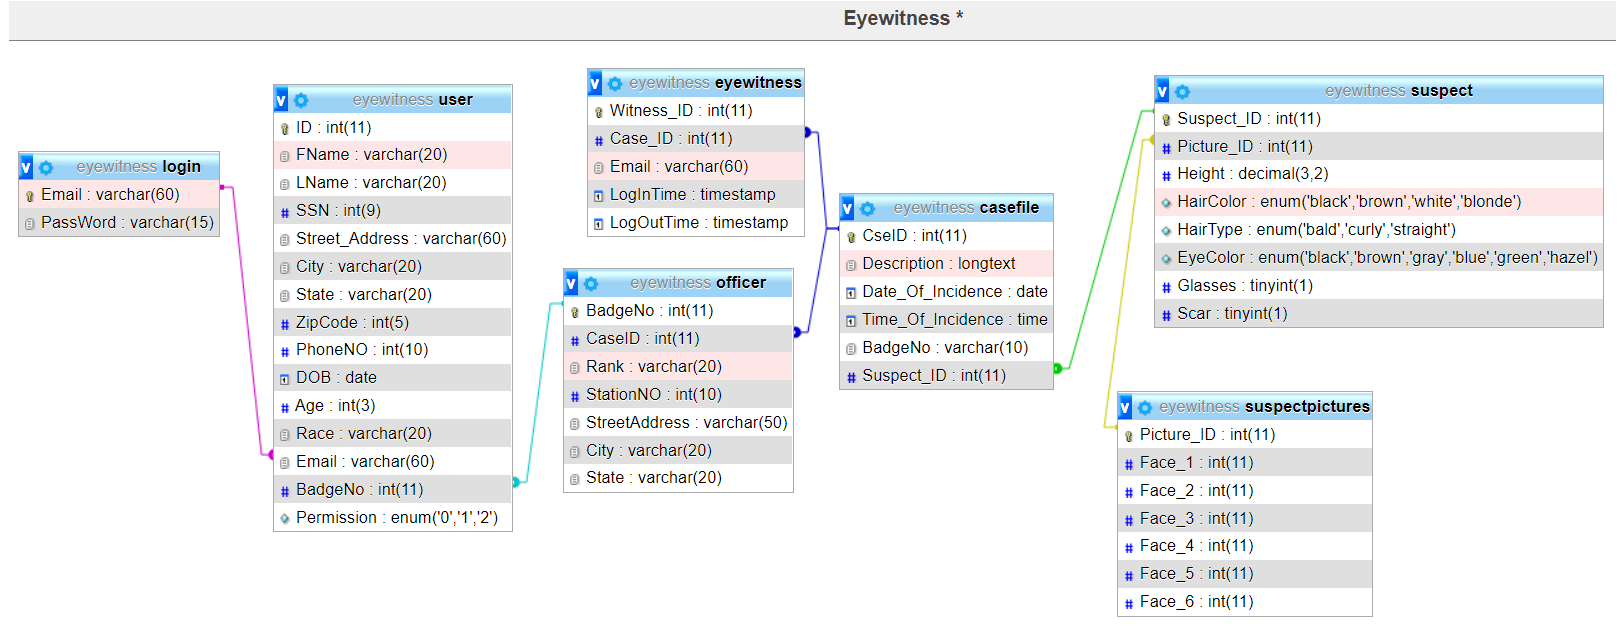 Eyewitness *
eyewitness login
Email : varchar(60)
PassWord : varchar(15)
eyewitness user
ID : int(11)
FName : varchar(20)
LName : varchar(20)
SSN : int(9)
Street_Address : varchar(60)
City : varchar(20)
State : varchar(20)
ZipCode : int(5)
PhoneNO : int(10)
DOB : date
Age : int(3)
Race : varchar(20)
Email : varchar(60)
BadgeNo : int(11)
Permission : enum('0','1','2')
eyewitness eyewitness
Witness_ID : int(11)
Case_ID : int(11)
Email : varchar(60)
LogInTime : timestamp
LogOutTime : timestamp
eyewitness officer
BadgeNo : int(11)
CaseID : int(11)
Rank : varchar(20)
StationNO : int(10)
StreetAddress : varchar(50)
City : varchar(20)
State : varchar(20)
eyewitness casefile
CseID : int(11)
Description : longtext
Date_Of_Incidence : date
Time_Of_Incidence : time
BadgeNo : varchar(10)
Suspect_ID : int(11)
eyewitness suspect
Suspect_ID : int(11)
Picture_ID : int(11)
Height : decimal(3,2)
HairColor : enum('black','brown','white','blonde')
HairType : enum('bald','curly','straight')
EyeColor : enum('black','brown','gray','blue','green','hazel')
Glasses : tinyint(1)
Scar : tinyint(1)
eyewitness suspectpictures
Picture_ID : int(11)
Face_1 : int(11)
Face_2 : int(11)
Face_3 : int(11)
Face_4 : int(11)
Face_5 : int(11)
Face_6 : int(11)